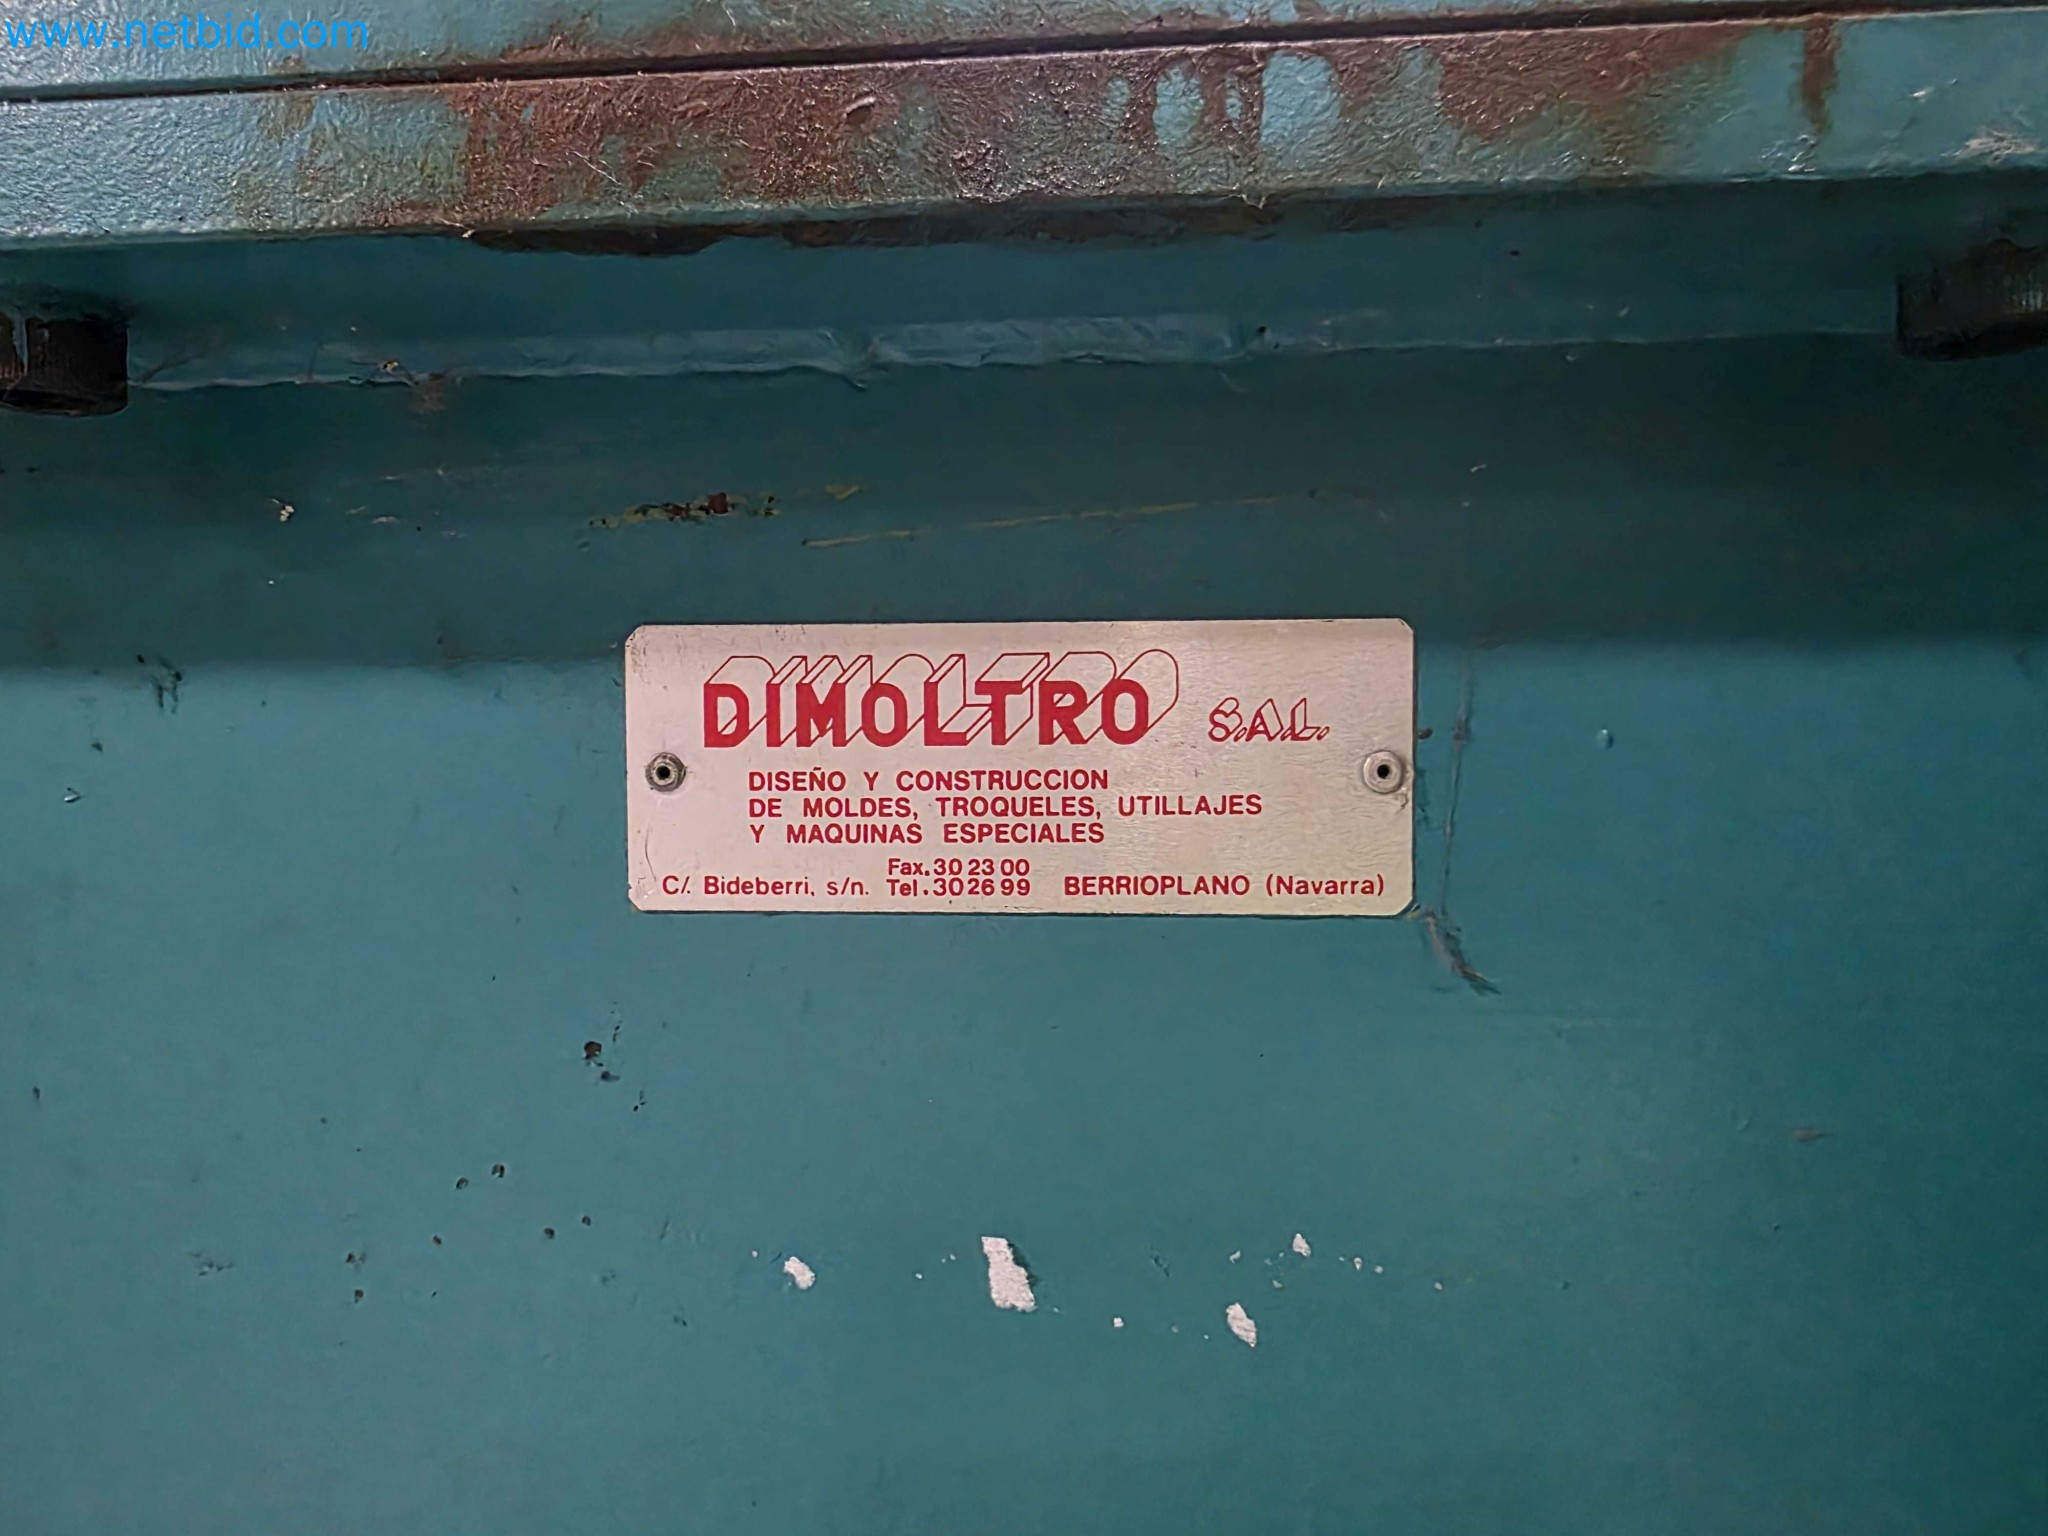 www.netbid.com
DIMOLTRO S.A.L.
DISEÑO Y CONSTRUCCION
DE MOLDES, TROQUELES, UTILLAJES
Y MAQUINAS ESPECIALES
Fax. 30 23 00
C/. Bideberri, s/n. Tel. 30 26 99 BERRIOPLANO (Navarra)